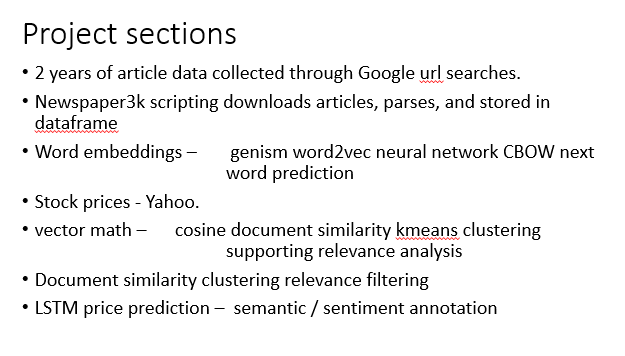 Project sections
• 2 years of article data collected through Google url searches.
• Newspaper3k scripting downloads articles, parses, and stored in
dataframe
• Word embeddings – genism word2vec neural network CBOW next
word prediction
• Stock prices - Yahoo.
• vector math – cosine document similarity kmeans clustering
supporting relevance analysis
• Document similarity clustering relevance filtering
• LSTM price prediction – semantic / sentiment annotation